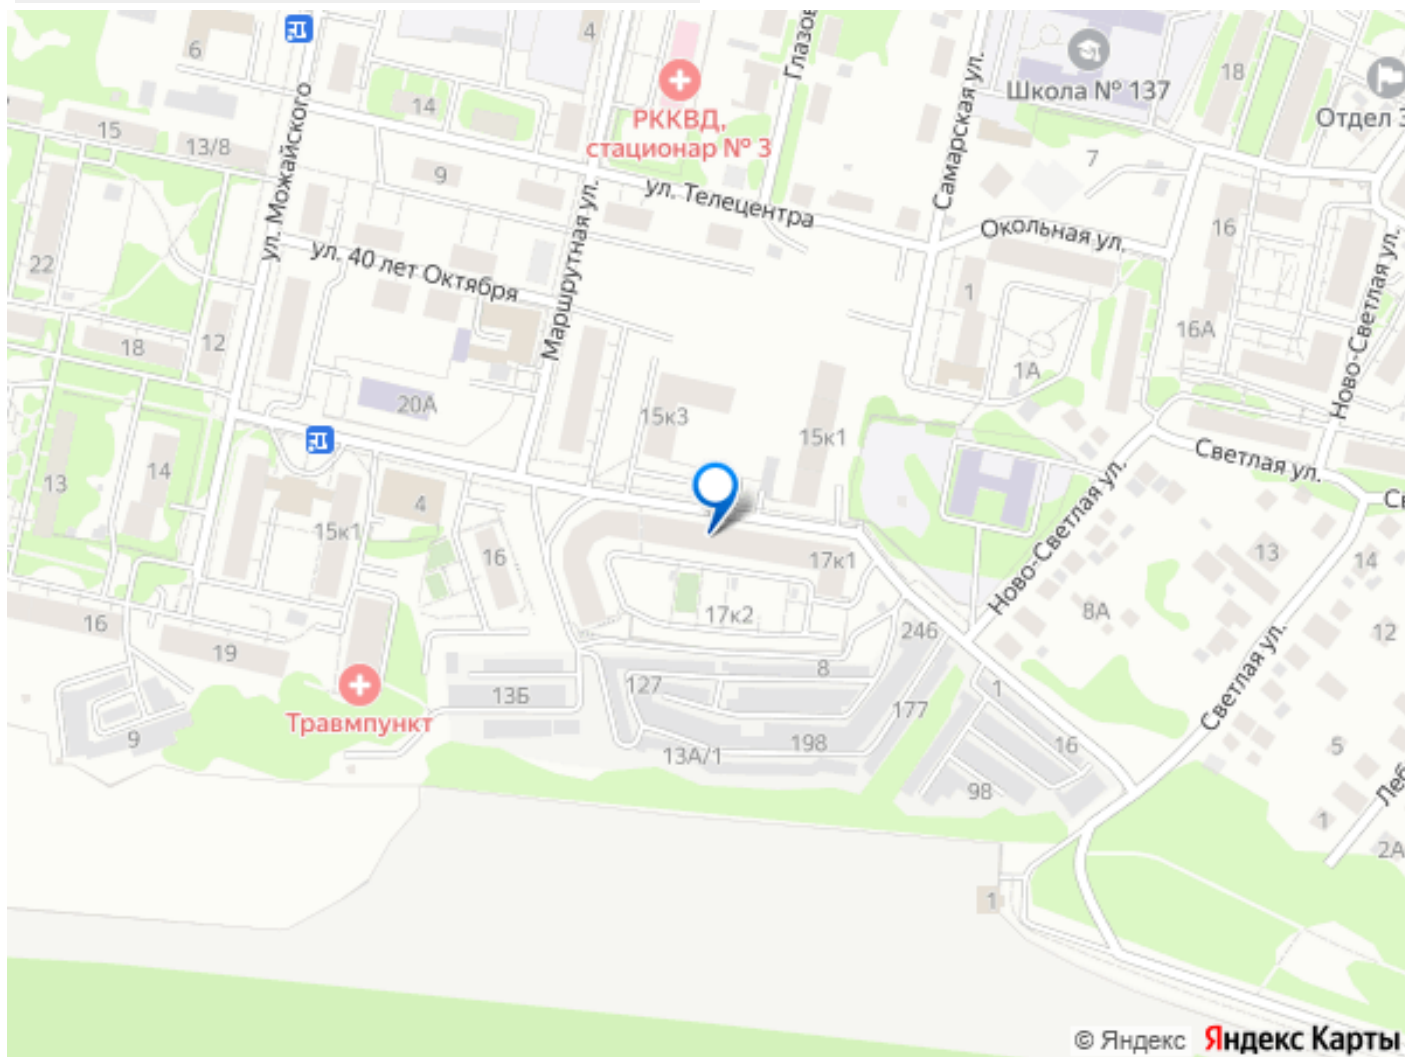 6
4
Глазов
Самарская ул.
Школа № 137
18
Отдел 3
14
15
13/8
РККВД,
стационар № 3
9
7
ул. Можайского
Маршрутная ул.
ул. Телецентра
Окольная ул.
16
Ново-Светлая ул.
22
ул. 40 лет Октября
1
16А
12
18
1А
20А
15к3
15к1
13
14
Светлая ул.
Св
4
15к1
16
17к1
Ново-Светлая ул.
13
14
8А
17к2
16
19
246
12
8
13Б
127
1
Светлая ул.
177
Травмпункт
9
198
13А/1
16
5
98
Леб
1
2А
1
© Яндекс Яндекс Карты